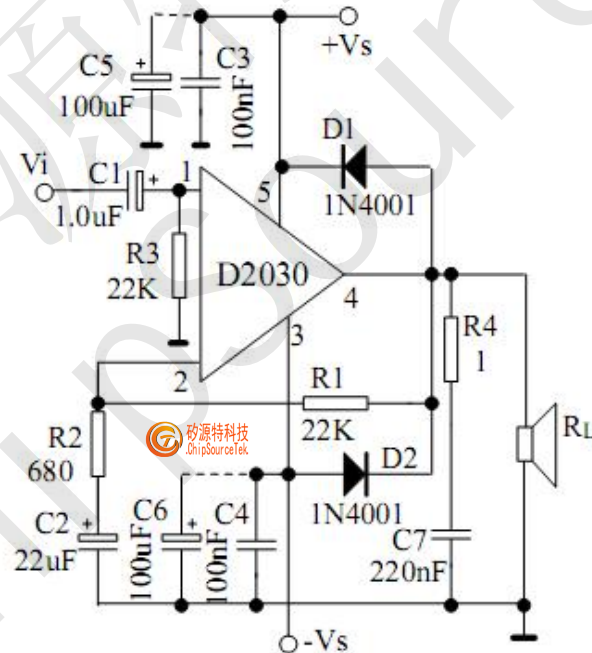 +Vs
C5
+
100uF
C3
100nF
D1
1N4001
Vi
C1
+
1.0uF
1
5
R3
22K
D2030
4
3
2
R4
1
R1
22K
RL
R2
680
矽源特科技
.ChipSourceTek.
D2
1N4001
C2
+
22uF
C6
+
100uF
C4
100nF
C7
220nF
-Vs